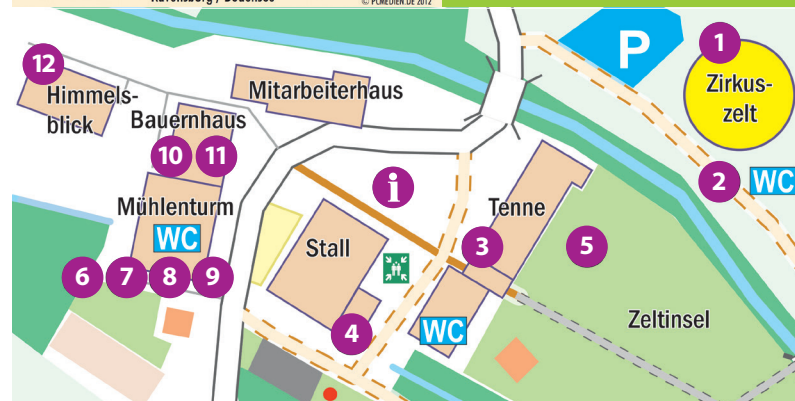 Ravensburg / Bodensee
© PCMEDIEN.DE 2012
P
1
Zirkus-
zelt
12
Himmels-
blick
Mitarbeiterhaus
Bauernhaus
10
11
i
2
WC
Mühlenturm
WC
Tenne
Stall
3
5
6
7
8
9
Zeltinsel
4
WC